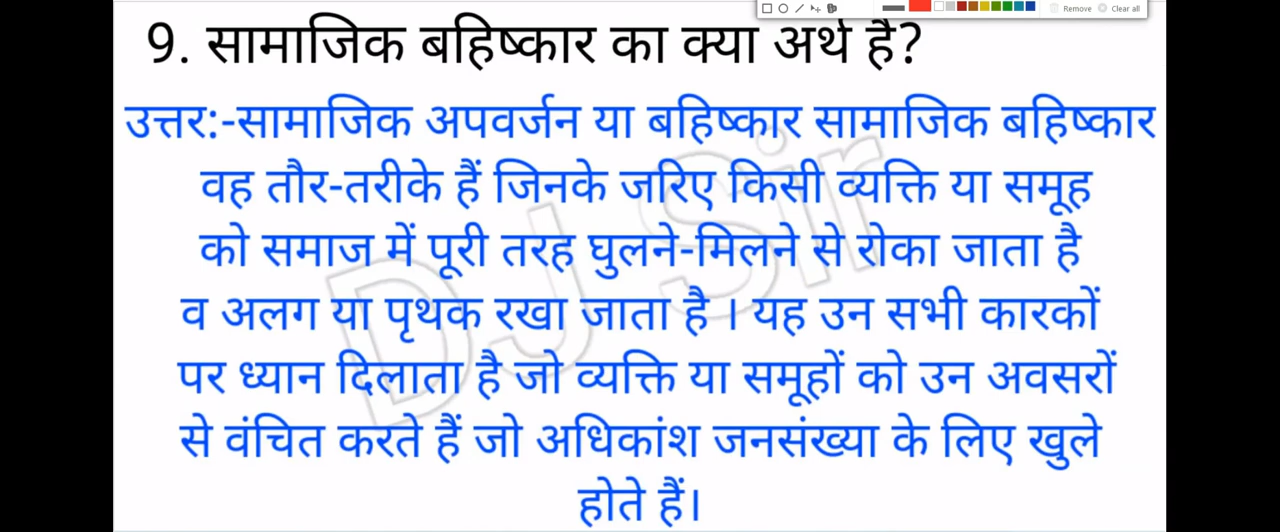 Remove Clear all
9. सामाजिक बहिष्कार का क्या अर्थ है?
उत्तर:-सामाजिक अपवर्जन या बहिष्कार सामाजिक बहिष्कार
वह तौर-तरीके हैं जिनके जरिए किसी व्यक्ति या समूह
को समाज में पूरी तरह घुलने-मिलने से रोका जाता है
व अलग या पृथक रखा जाता है । यह उन सभी कारकों
पर ध्यान दिलाता है जो व्यक्ति या समूहों को उन अवसरों
से वंचित करते हैं जो अधिकांश जनसंख्या के लिए खुले
होते हैं।
DJ Sir